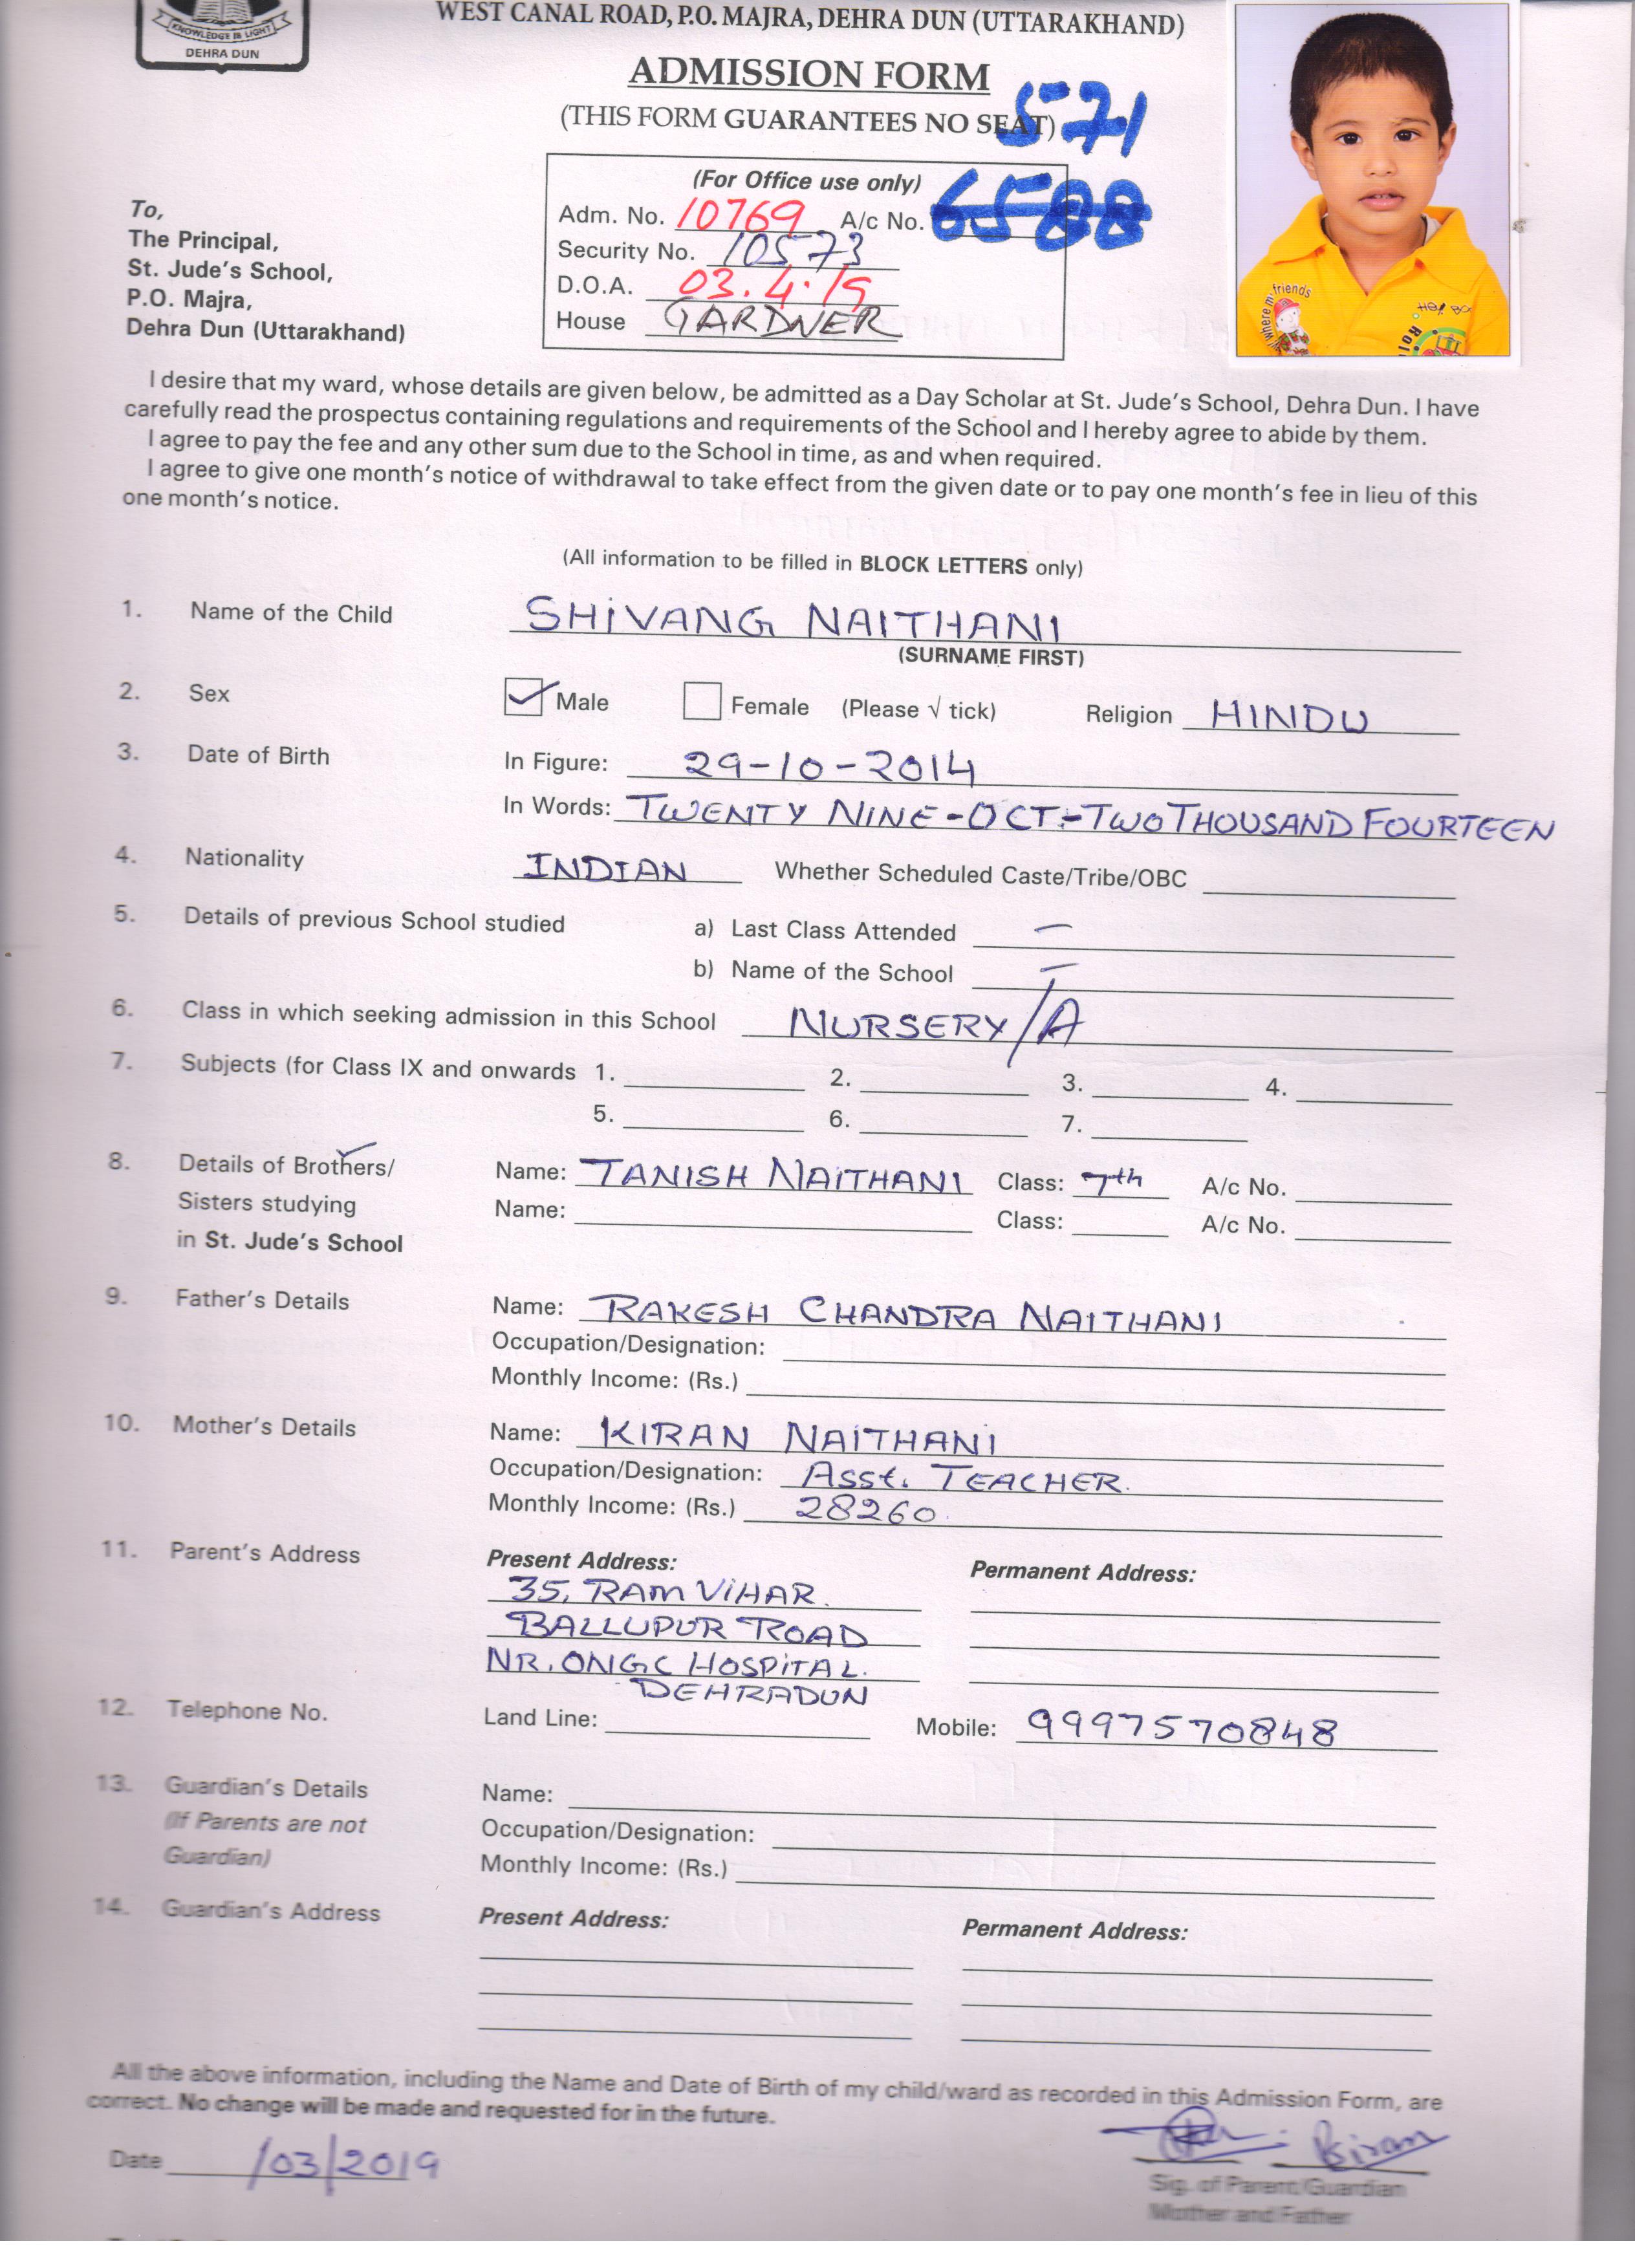 KNOWLEDGE IS LIGHT
DEHRA DUN
WEST CANAL ROAD, P.O. MAJRA, DEHRA DUN (UTTARAKHAND)
ADMISSION FORM
(THIS FORM GUARANTEES NO SEAT)
571
(For Office use only)
Adm. No. 10769 A/c No. 6588
Security No. 10573
D.O.A. 03.4.19
House GARDNER
To,
The Principal,
St. Jude's School,
P.O. Majra,
Dehra Dun (Uttarakhand)
friends
I desire that my ward, whose details are given below, be admitted as a Day Scholar at St. Jude's School, Dehra Dun. I have
carefully read the prospectus containing regulations and requirements of the School and I hereby agree to abide by them.
I agree to pay the fee and any other sum due to the School in time, as and when required.
I agree to give one month's notice of withdrawal to take effect from the given date or to pay one month's fee in lieu of this
one month's notice.
(All information to be filled in BLOCK LETTERS only)
1. Name of the Child SHiVANG NAITHANI
(SURNAME FIRST)
2. Sex Male Female (Please √ tick) Religion HINDU
3. Date of Birth In Figure: 29-10-2014
In Words: TWENTY NINE-OCT.-TWO THOUSAND FOURTEEN
4. Nationality INDIAN Whether Scheduled Caste/Tribe/OBC
5. Details of previous School studied a) Last Class Attended —
b) Name of the School —
6. Class in which seeking admission in this School NURSERY/A
7. Subjects (for Class IX and onwards 1. 2. 3. 4.
5. 6. 7.
8. Details of Brothers/ Name: TANISH NAITHANI Class: 7th A/c No.
Sisters studying Name: Class: A/c No.
in St. Jude's School
9. Father's Details Name: RAKESH CHANDRA NAITHANI
Occupation/Designation:
Monthly Income: (Rs.)
10. Mother's Details Name: KIRAN NAiTHANi
Occupation/Designation: Asst. TEACHER.
Monthly Income: (Rs.) 28260.
11. Parent's Address Present Address: Permanent Address:
35, RAM ViHAR.
BALLUPUR ROAD
NR. ONGC HOSPiTAL.
DEHRADUN
12. Telephone No. Land Line: Mobile: 9997570848
13. Guardian's Details Name:
(If Parents are not Occupation/Designation:
Guardian) Monthly Income: (Rs.)
14. Guardian's Address Present Address: Permanent Address:
All the above information, including the Name and Date of Birth of my child/ward as recorded in this Admission Form, are
correct. No change will be made and requested for in the future.
Date /03/2019 Kiran
Sig. of Parent/Guardian
Mother and Father